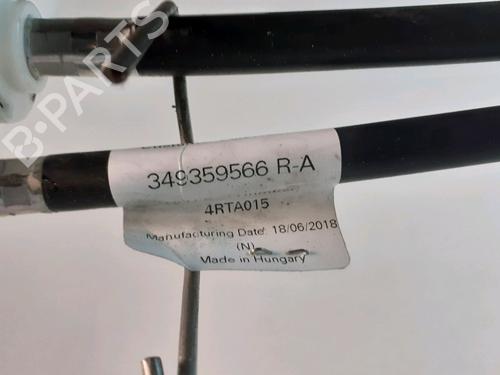 B-PARTS
349359566 R-A
4RTA015
Manufacturing Date: 18/06/2018
(N)
Made in Hungary